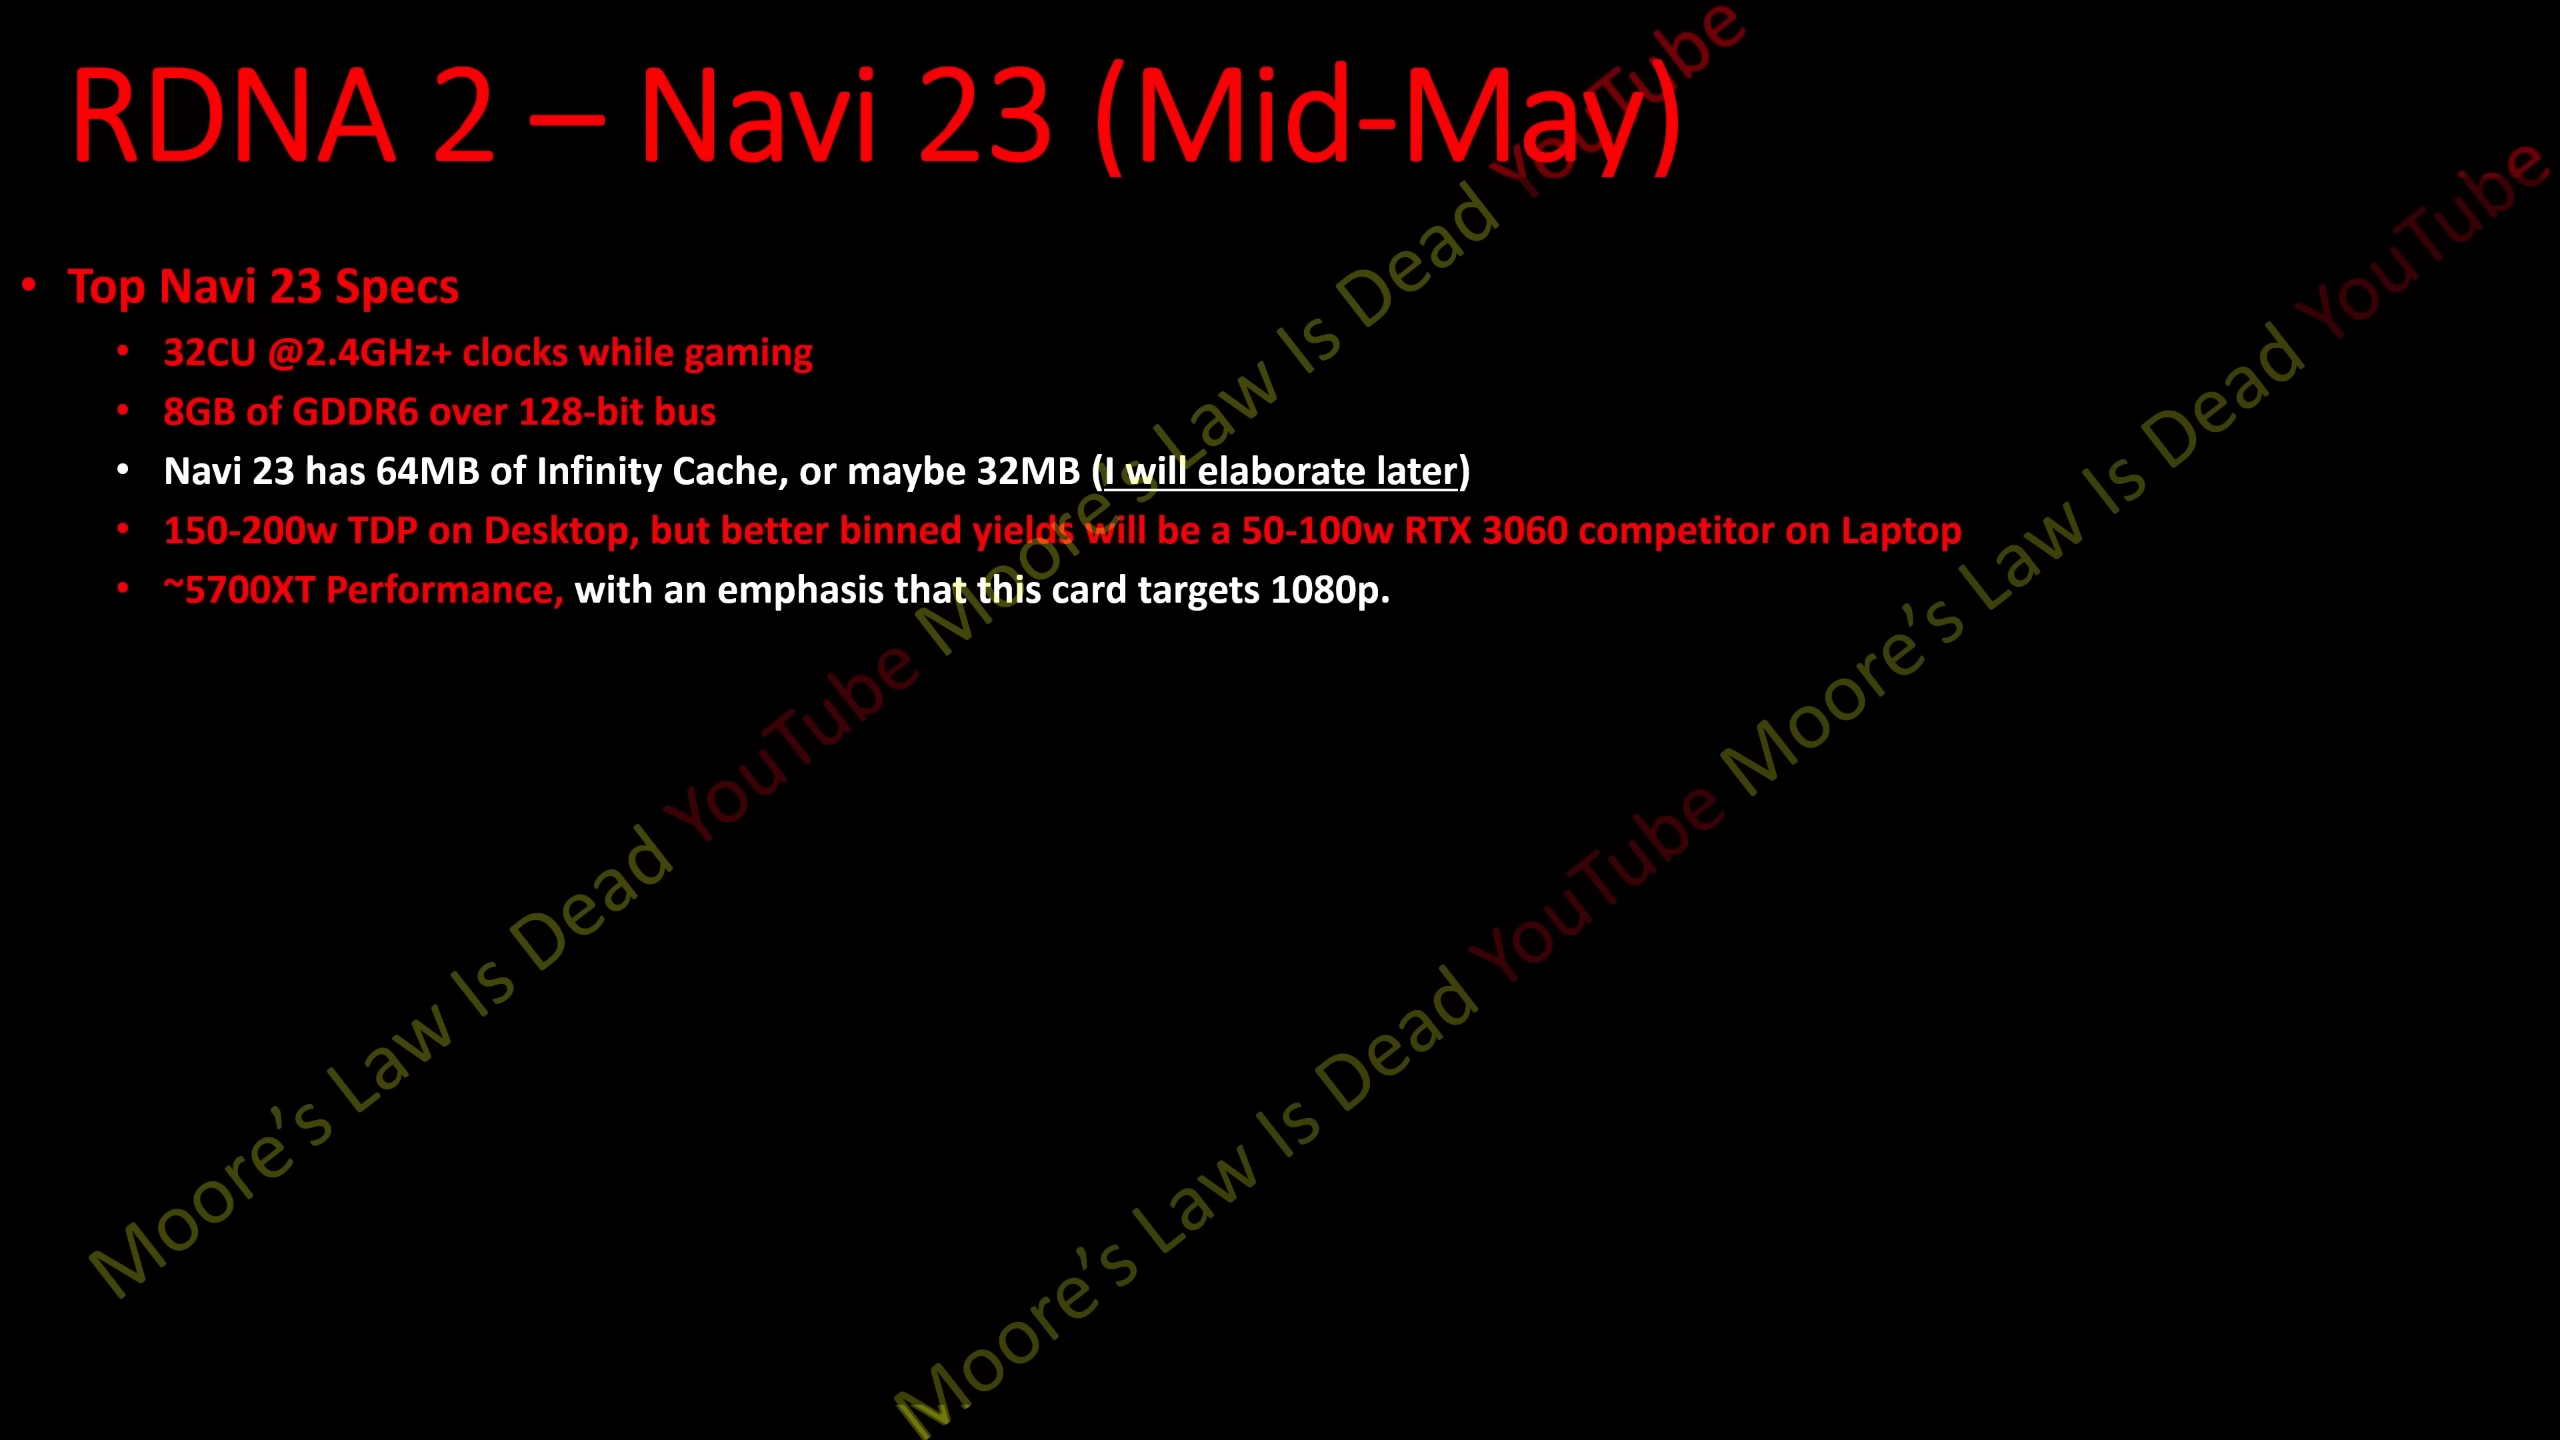 RDNA 2 – Navi 23 (Mid-May)
• Top Navi 23 Specs
• 32CU @2.4GHz+ clocks while gaming
• 8GB of GDDR6 over 128-bit bus
• Navi 23 has 64MB of Infinity Cache, or maybe 32MB (I will elaborate later)
• 150-200w TDP on Desktop, but better binned yields will be a 50-100w RTX 3060 competitor on Laptop
• ~5700XT Performance, with an emphasis that this card targets 1080p.
Moore’s Law Is Dead YouTube Moore’s Law Is Dead YouTube
Moore’s Law Is Dead YouTube Moore’s Law Is Dead YouTube